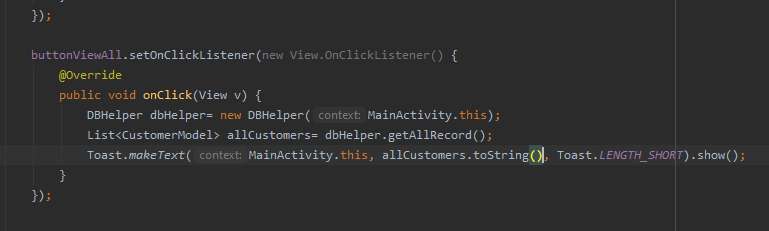 });
buttonViewAll.setOnClickListener(new View.OnClickListener() {
@Override
public void onClick(View v) {
DBHelper dbHelper= new DBHelper( context: MainActivity.this);
List<CustomerModel> allCustomers= dbHelper.getAllRecord();
Toast.makeText( context: MainActivity.this, allCustomers.toString(), Toast.LENGTH_SHORT).show();
}
});